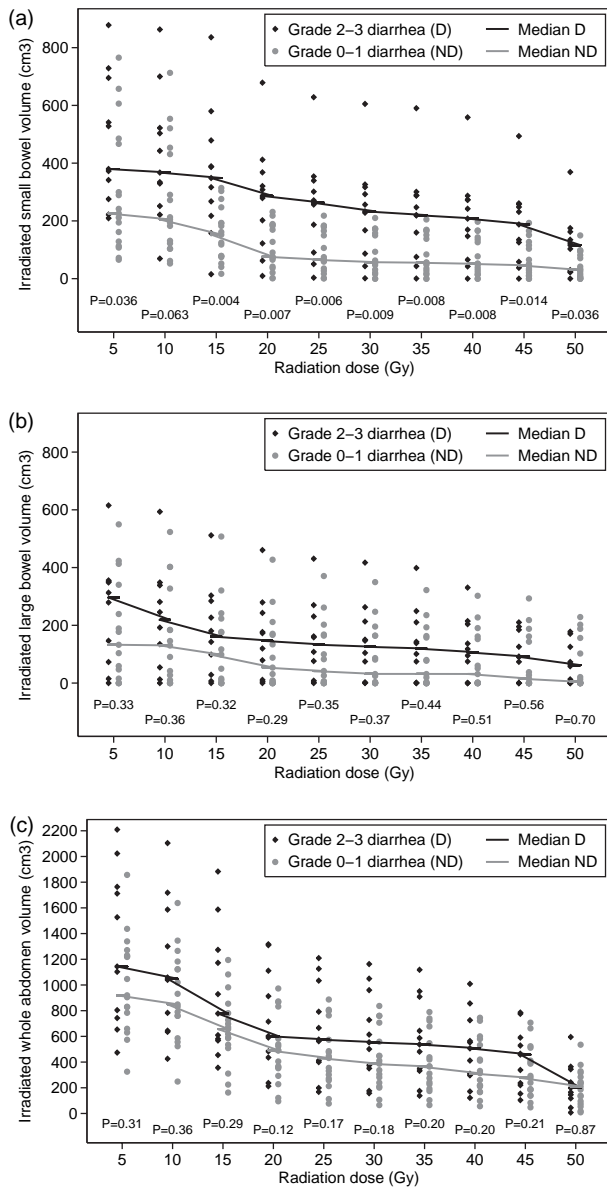 (a)
Grade 2–3 diarrhea (D) Median D
Grade 0–1 diarrhea (ND) Median ND
Irradiated small bowel volume (cm3)
800
600
400
200
0
P=0.036 P=0.004 P=0.006 P=0.008 P=0.014
P=0.063 P=0.007 P=0.009 P=0.008 P=0.036
5 10 15 20 25 30 35 40 45 50
Radiation dose (Gy)
(b)
Grade 2–3 diarrhea (D) Median D
Grade 0–1 diarrhea (ND) Median ND
Irradiated large bowel volume (cm3)
800
600
400
200
0
P=0.33 P=0.32 P=0.35 P=0.44 P=0.56
P=0.36 P=0.29 P=0.37 P=0.51 P=0.70
5 10 15 20 25 30 35 40 45 50
Radiation dose (Gy)
(c)
Grade 2–3 diarrhea (D) Median D
Grade 0–1 diarrhea (ND) Median ND
Irradiated whole abdomen volume (cm3)
2200
2000
1800
1600
1400
1200
1000
800
600
400
200
0
P=0.31 P=0.36 P=0.29 P=0.12 P=0.17 P=0.18 P=0.20 P=0.20 P=0.21 P=0.87
5 10 15 20 25 30 35 40 45 50
Radiation dose (Gy)